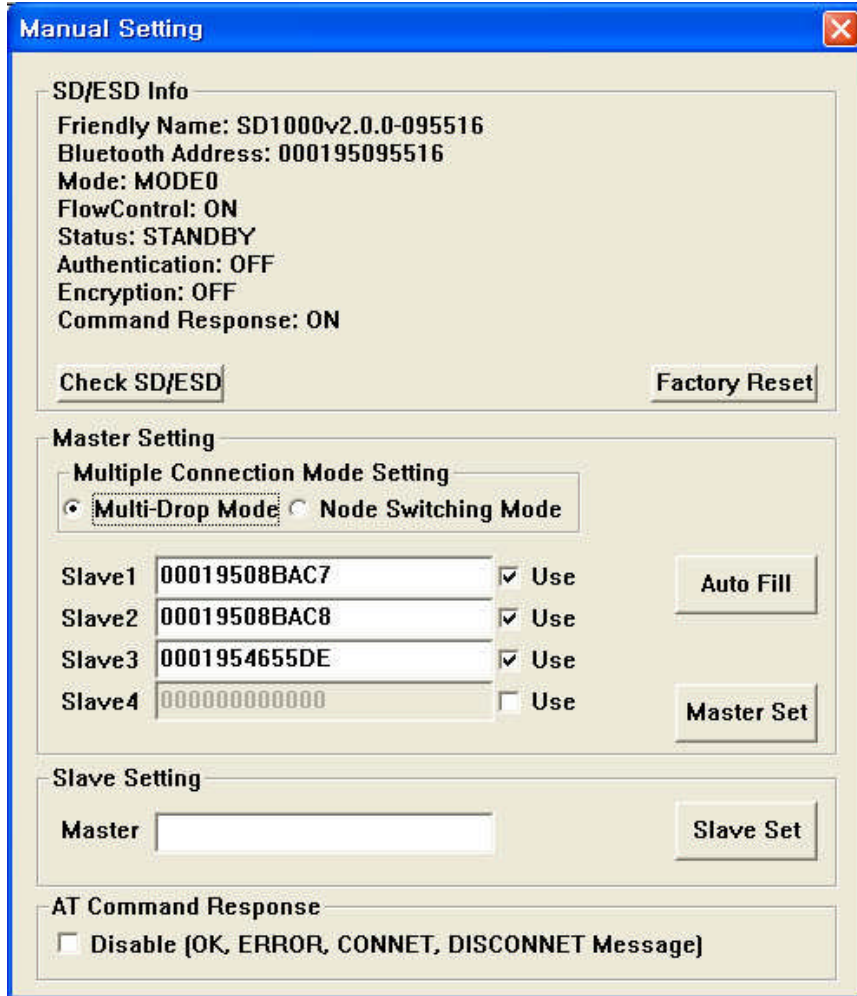 Manual Setting
SD/ESD Info
Friendly Name: SD1000v2.0.0-095516
Bluetooth Address: 000195095516
Mode: MODE0
FlowControl: ON
Status: STANDBY
Authentication: OFF
Encryption: OFF
Command Response: ON
Check SD/ESD Factory Reset
Master Setting
Multiple Connection Mode Setting
Multi-Drop Mode Node Switching Mode
Slave1 00019508BAC7 Use Auto Fill
Slave2 00019508BAC8 Use
Slave3 0001954655DE Use
Slave4 000000000000 Use Master Set
Slave Setting
Master Slave Set
AT Command Response
Disable (OK, ERROR, CONNET, DISCONNET Message)